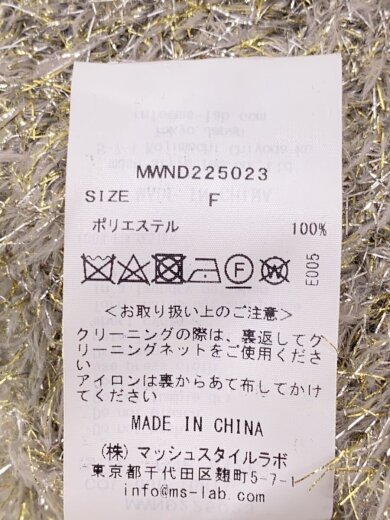 MWND225023
SIZE F
ポリエステル 100%
F W
E005
＜お取り扱い上のご注意＞
クリーニングの際は、裏返してク
リーニングネットをご使用くださ
い
アイロンは裏からあて布してかけ
てください
MADE IN CHINA
(株) マッシュスタイルラボ
東京都千代田区麹町5-7-1
info@ms-lab.com